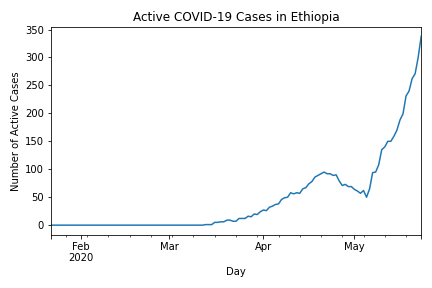 Active COVID-19 Cases in Ethiopia
350
300
250
200
150
100
50
0
Number of Active Cases
Feb
2020
Mar
Apr
May
Day